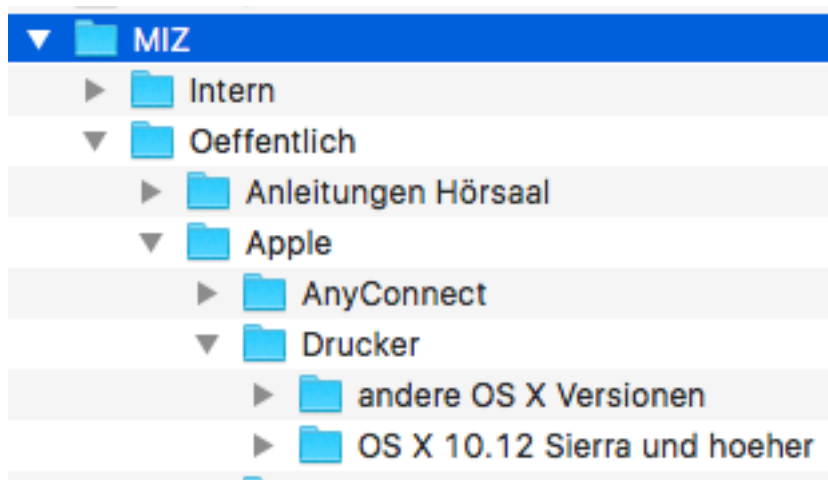 MIZ
Intern
Oeffentlich
Anleitungen Hörsaal
Apple
AnyConnect
Drucker
andere OS X Versionen
OS X 10.12 Sierra und hoeher